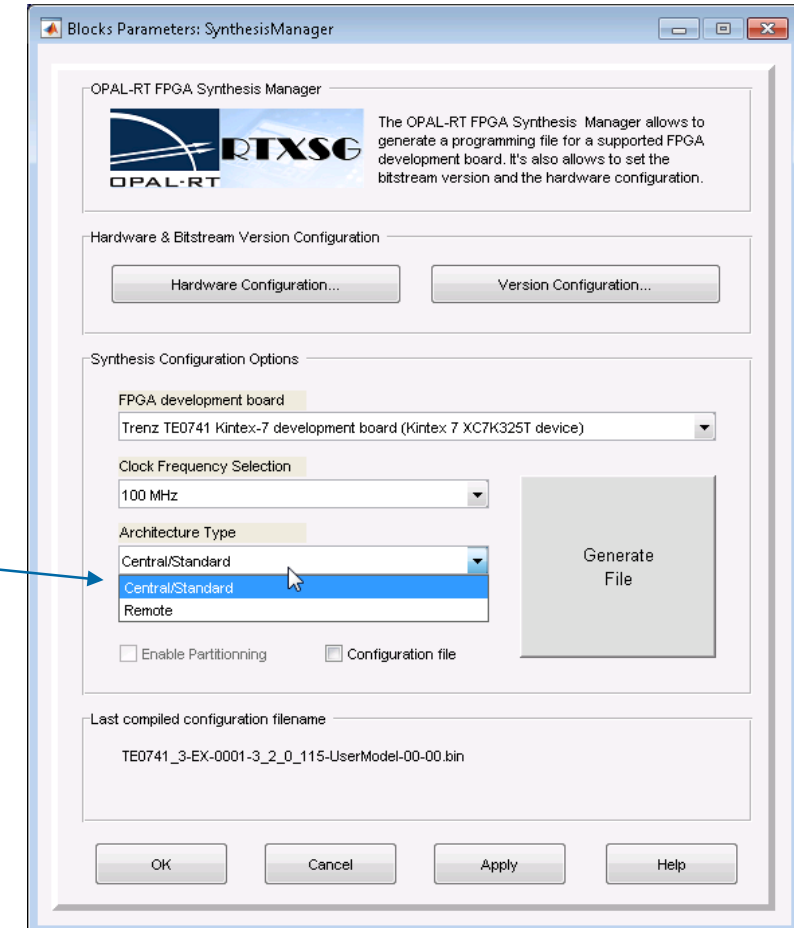 Blocks Parameters: SynthesisManager
OPAL-RT FPGA Synthesis Manager
RTXSG
OPAL-RT
The OPAL-RT FPGA Synthesis Manager allows to
generate a programming file for a supported FPGA
development board. It's also allows to set the
bitstream version and the hardware configuration.
Hardware & Bitstream Version Configuration
Hardware Configuration...
Version Configuration...
Synthesis Configuration Options
FPGA development board
Trenz TE0741 Kintex-7 development board (Kintex 7 XC7K325T device)
Clock Frequency Selection
100 MHz
Architecture Type
Central/Standard
Central/Standard
Remote
Generate
File
Enable Partitionning
Configuration file
Last compiled configuration filename
TE0741_3-EX-0001-3_2_0_115-UserModel-00-00.bin
OK
Cancel
Apply
Help